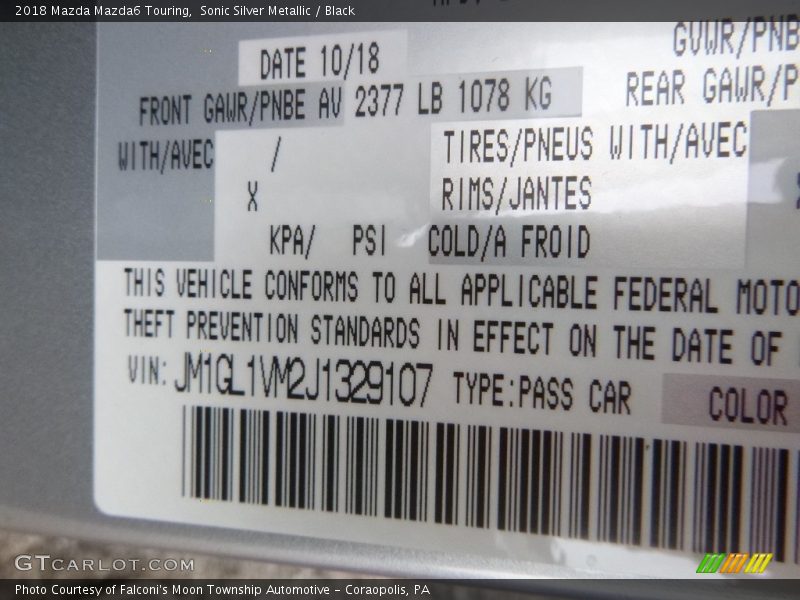 2018 Mazda Mazda6 Touring, Sonic Silver Metallic / Black
DATE 10/18
GVWR/PNB
FRONT GAWR/PNBE AV 2377 LB 1078 KG
REAR GAWR/P
WITH/AVEC /
TIRES/PNEUS WITH/AVEC
X
RIMS/JANTES
KPA/ PSI COLD/A FROID
THIS VEHICLE CONFORMS TO ALL APPLICABLE FEDERAL MOTO
THEFT PREVENTION STANDARDS IN EFFECT ON THE DATE OF
VIN: JM1GL1VM2J1329107 TYPE:PASS CAR
COLOR
GTCARLOT.COM
Photo Courtesy of Falconi's Moon Township Automotive – Coraopolis, PA